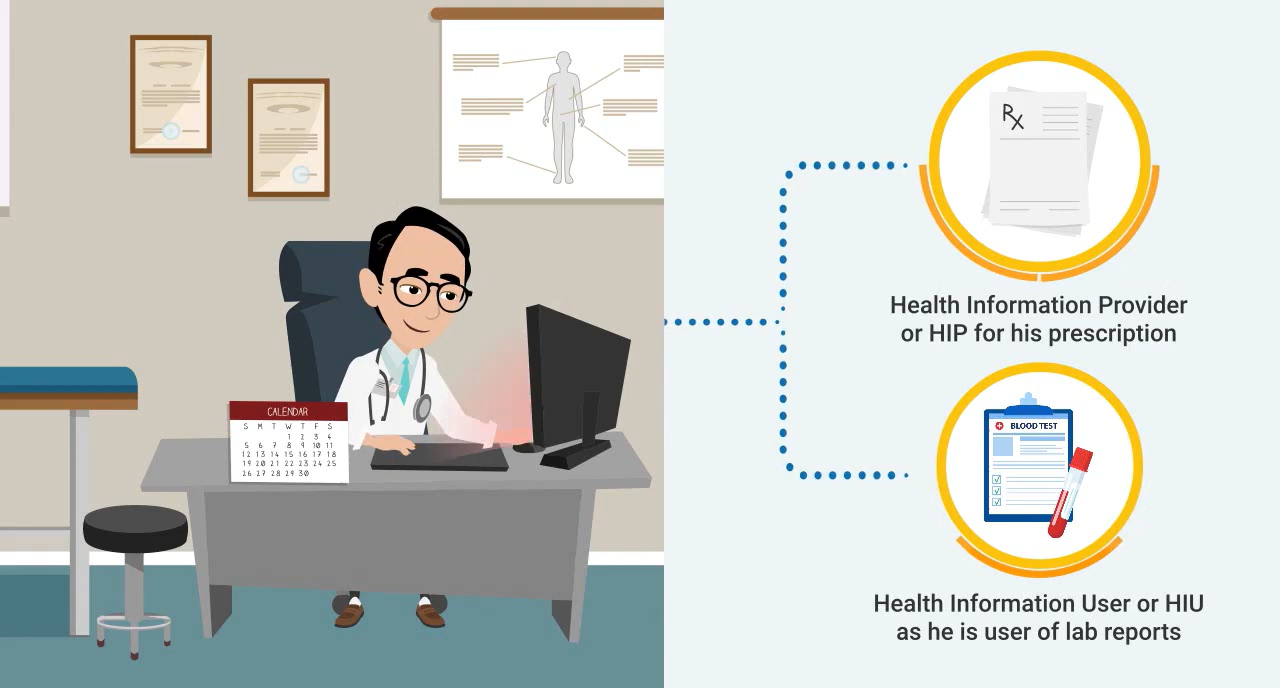 CALENDAR
S M T W T F S
1 2 3 4
5 6 7 8 9 10 11
12 13 14 15 16 17 18
19 20 21 22 23 24 25
26 27 28 29 30
Rx
Health Information Provider
or HIP for his prescription
BLOOD TEST
Health Information User or HIU
as he is user of lab reports